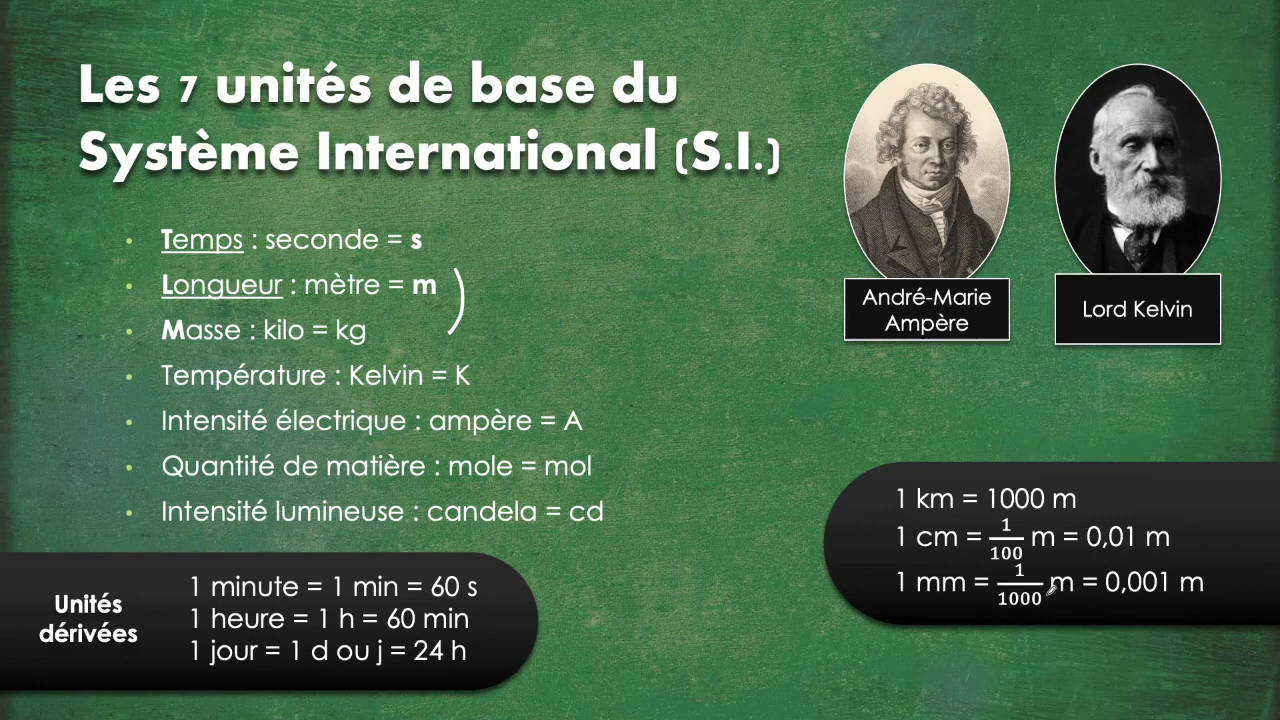 Les 7 unités de base du
Système International (S.I.)
André-Marie
Ampère
Lord Kelvin
• Temps : seconde = s
• Longueur : mètre = m
• Masse : kilo = kg
• Température : Kelvin = K
• Intensité électrique : ampère = A
• Quantité de matière : mole = mol
• Intensité lumineuse : candela = cd
1 km = 1000 m
1 cm = 1/100 m = 0,01 m
1 mm = 1/1000 m = 0,001 m
Unités
dérivées
1 minute = 1 min = 60 s
1 heure = 1 h = 60 min
1 jour = 1 d ou j = 24 h